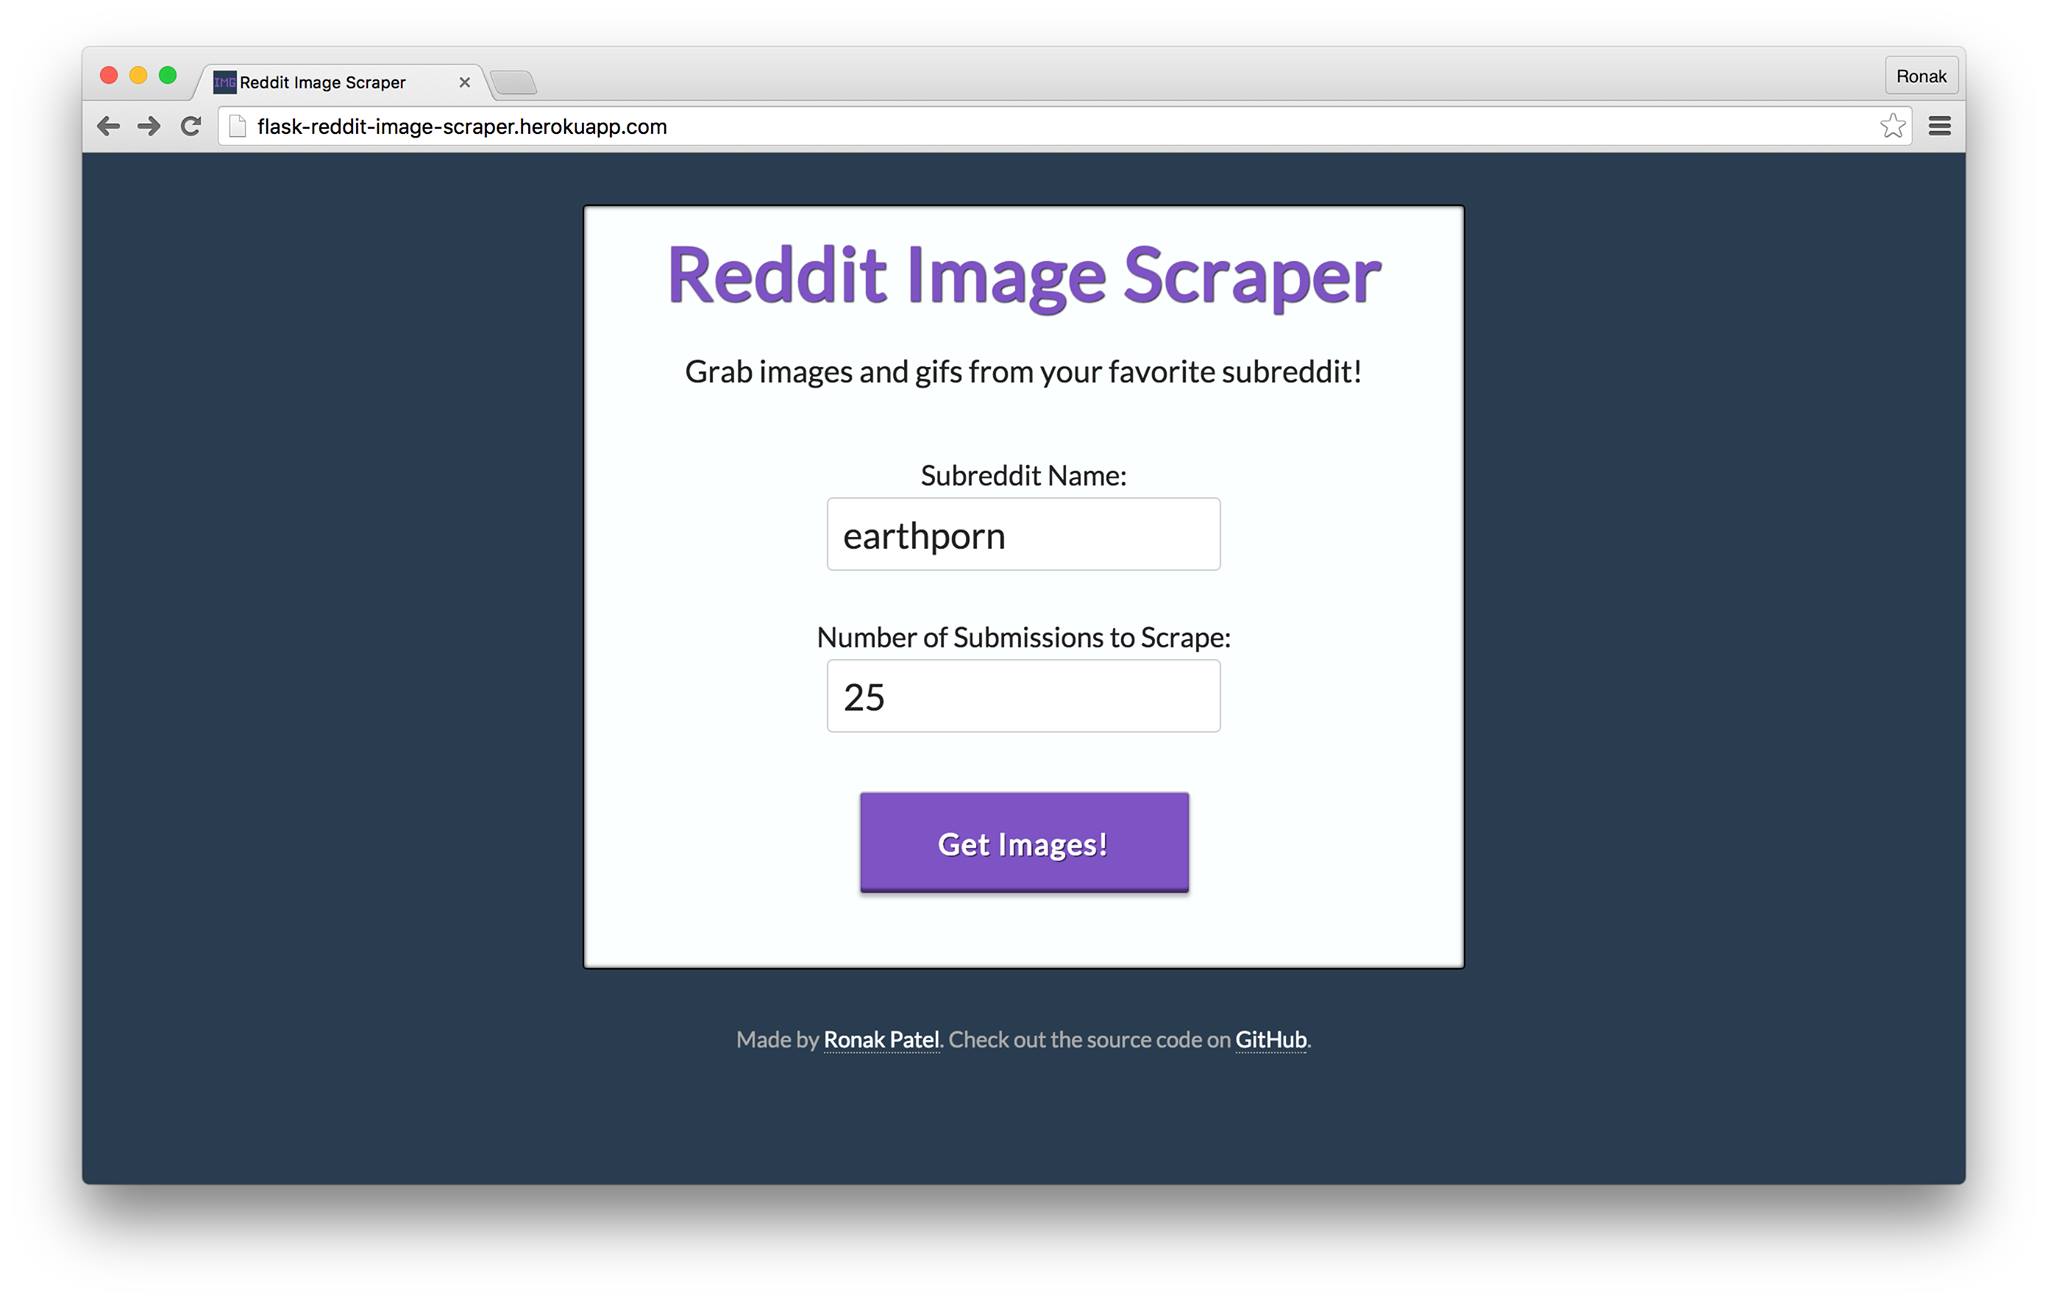 IMG Reddit Image Scraper
Ronak
flask-reddit-image-scraper.herokuapp.com
Reddit Image Scraper
Grab images and gifs from your favorite subreddit!
Subreddit Name:
earthporn
Number of Submissions to Scrape:
25
Get Images!
Made by Ronak Patel. Check out the source code on GitHub.